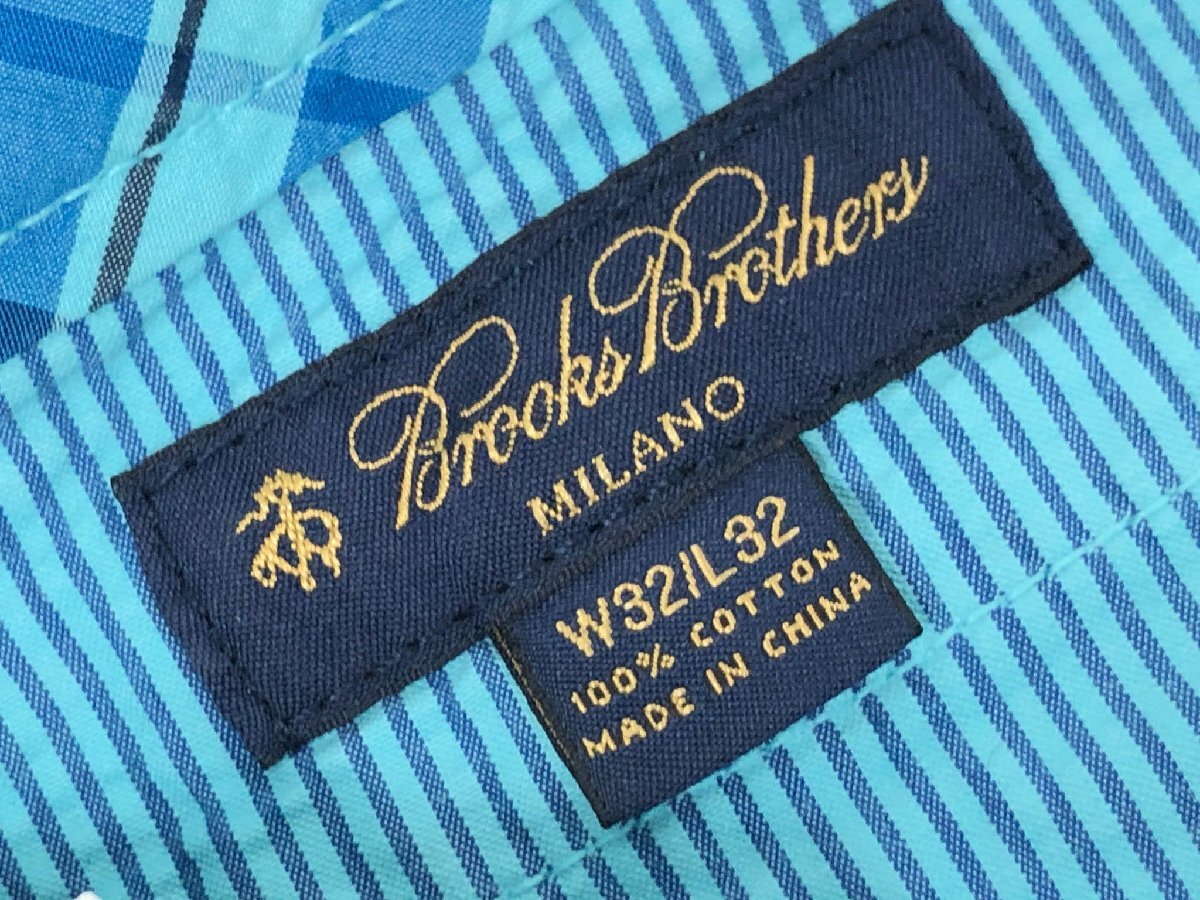 Brooks Brothers
MILANO
W32/L32
100% COTTON
MADE IN CHINA